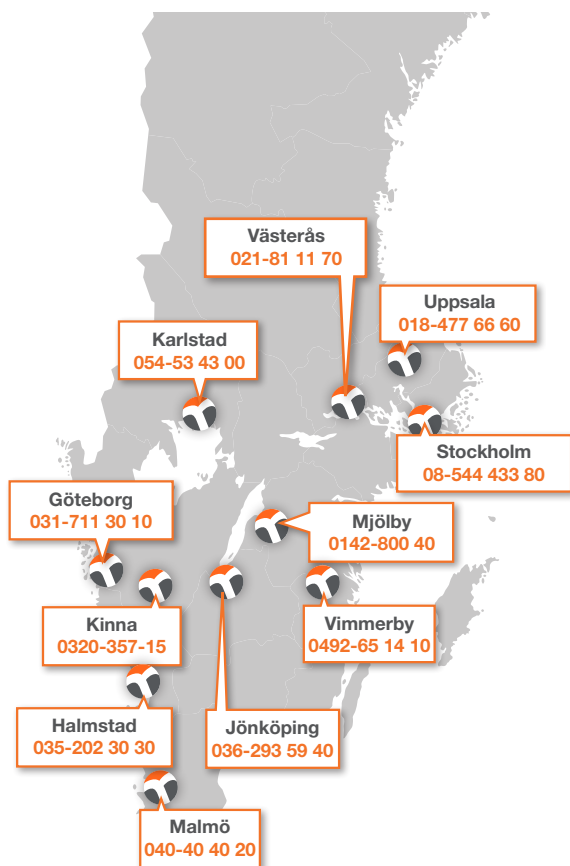 Västerås
021-81 11 70
Uppsala
018-477 66 60
Karlstad
054-53 43 00
Stockholm
08-544 433 80
Göteborg
031-711 30 10
Mjölby
0142-800 40
Kinna
0320-357-15
Vimmerby
0492-65 14 10
Halmstad
035-202 30 30
Jönköping
036-293 59 40
Malmö
040-40 40 20